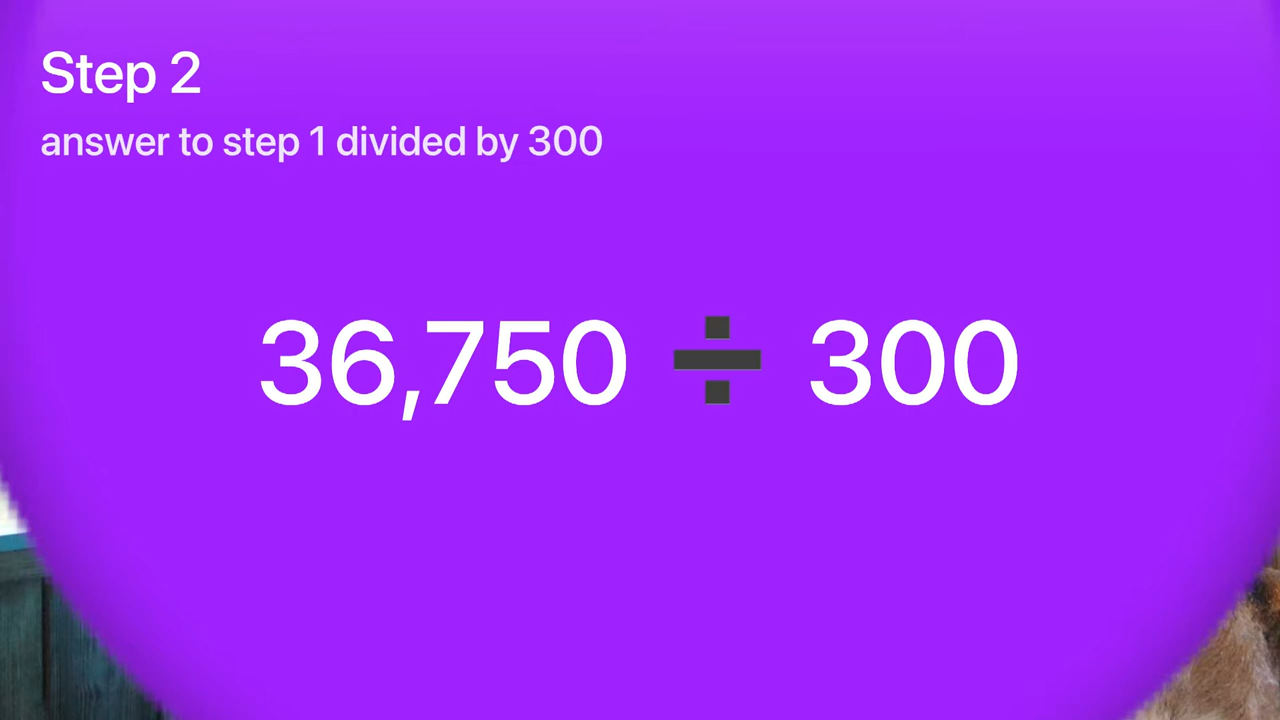 Step 2
answer to step 1 divided by 300
36,750 ➗ 300